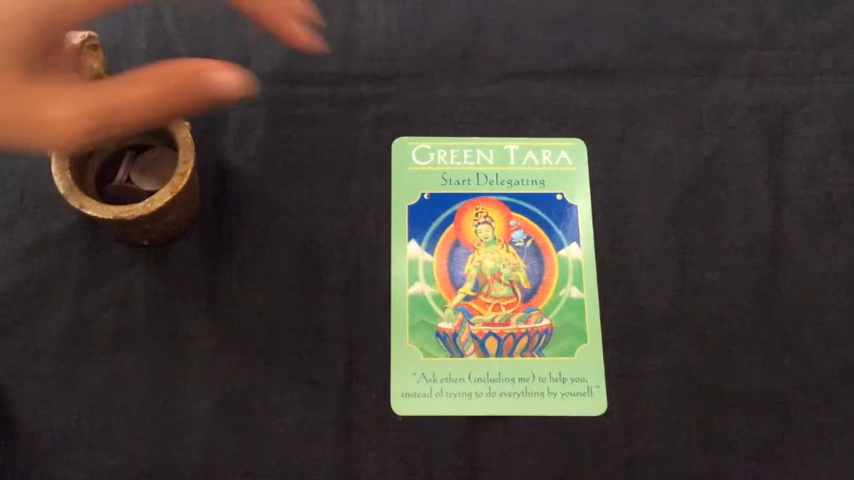 GREEN TARA
Start Delegating
"Ask others (including me) to help you,
instead of trying to do everything by yourself."